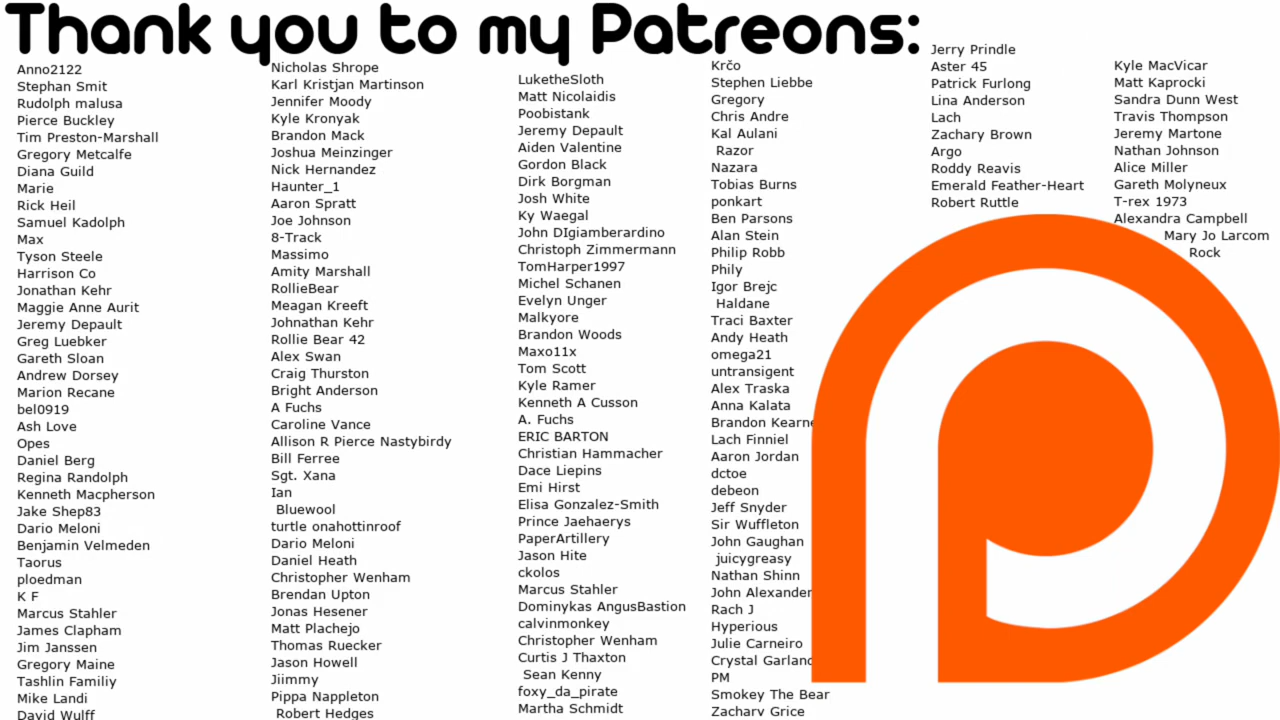 Thank you to my Patreons:
Anno2122
Stephan Smit
Rudolph malusa
Pierce Buckley
Tim Preston-Marshall
Gregory Metcalfe
Diana Guild
Marie
Rick Heil
Samuel Kadolph
Max
Tyson Steele
Harrison Co
Jonathan Kehr
Maggie Anne Aurit
Jeremy Depault
Greg Luebker
Gareth Sloan
Andrew Dorsey
Marion Recane
bel0919
Ash Love
Opes
Daniel Berg
Regina Randolph
Kenneth Macpherson
Jake Shep83
Dario Meloni
Benjamin Velmeden
Taorus
ploedman
K F
Marcus Stahler
James Clapham
Jim Janssen
Gregory Maine
Tashlin Familiy
Mike Landi
David Wulff
Nicholas Shrope
Karl Kristjan Martinson
Jennifer Moody
Kyle Kronyak
Brandon Mack
Joshua Meinzinger
Nick Hernandez
Haunter_1
Aaron Spratt
Joe Johnson
8-Track
Massimo
Amity Marshall
RollieBear
Meagan Kreeft
Johnathan Kehr
Rollie Bear 42
Alex Swan
Craig Thurston
Bright Anderson
A Fuchs
Caroline Vance
Allison R Pierce Nastybirdy
Bill Ferree
Sgt. Xana
Ian
Bluewool
turtle onahottinroof
Dario Meloni
Daniel Heath
Christopher Wenham
Brendan Upton
Jonas Hesener
Matt Plachejo
Thomas Ruecker
Jason Howell
Jiimmy
Pippa Nappleton
Robert Hedges
LuketheSloth
Matt Nicolaidis
Poobistank
Jeremy Depault
Aiden Valentine
Gordon Black
Dirk Borgman
Josh White
Ky Waegal
John DIgiamberardino
Christoph Zimmermann
TomHarper1997
Michel Schanen
Evelyn Unger
Malkyore
Brandon Woods
Maxo11x
Tom Scott
Kyle Ramer
Kenneth A Cusson
A. Fuchs
ERIC BARTON
Christian Hammacher
Dace Liepins
Emi Hirst
Elisa Gonzalez-Smith
Prince Jaehaerys
PaperArtillery
Jason Hite
ckolos
Marcus Stahler
Dominykas AngusBastion
calvinmonkey
Christopher Wenham
Curtis J Thaxton
Sean Kenny
foxy_da_pirate
Martha Schmidt
Krčo
Stephen Liebbe
Gregory
Chris Andre
Kal Aulani
Razor
Nazara
Tobias Burns
ponkart
Ben Parsons
Alan Stein
Philip Robb
Phily
Igor Brejc
Haldane
Traci Baxter
Andy Heath
omega21
untransigent
Alex Traska
Anna Kalata
Brandon Kearne
Lach Finniel
Aaron Jordan
dctoe
debeon
Jeff Snyder
Sir Wuffleton
John Gaughan
juicygreasy
Nathan Shinn
John Alexander
Rach J
Hyperious
Julie Carneiro
Crystal Garland
PM
Smokey The Bear
Zachary Grice
Jerry Prindle
Aster 45
Patrick Furlong
Lina Anderson
Lach
Zachary Brown
Argo
Roddy Reavis
Emerald Feather-Heart
Robert Ruttle
Kyle MacVicar
Matt Kaprocki
Sandra Dunn West
Travis Thompson
Jeremy Martone
Nathan Johnson
Alice Miller
Gareth Molyneux
T-rex 1973
Alexandra Campbell
Mary Jo Larcom
Rock